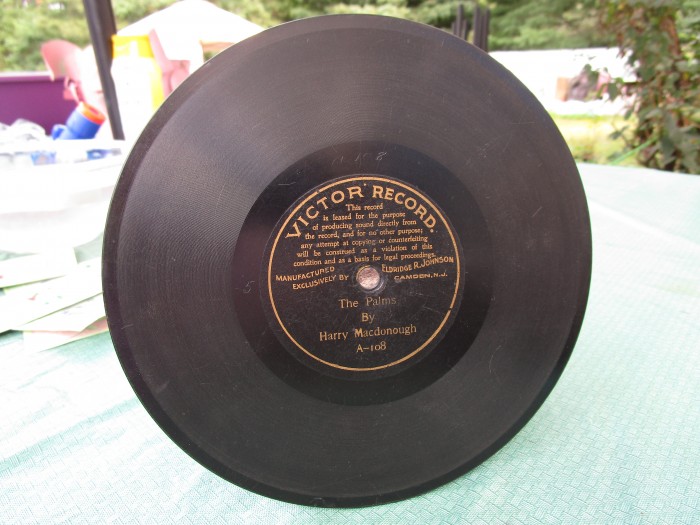 A 108
VICTOR RECORD.
This record
is leased for the purpose
of producing sound directly from
the record, and for no other purpose;
any attempt at copying or counterfeiting
will be construed as a violation of this
condition and as a basis for legal proceedings.
MANUFACTURED
EXCLUSIVELY BY
ELDRIDGE R. JOHNSON
CAMDEN, N.J.
5
The Palms
By
Harry Macdonough
A-108